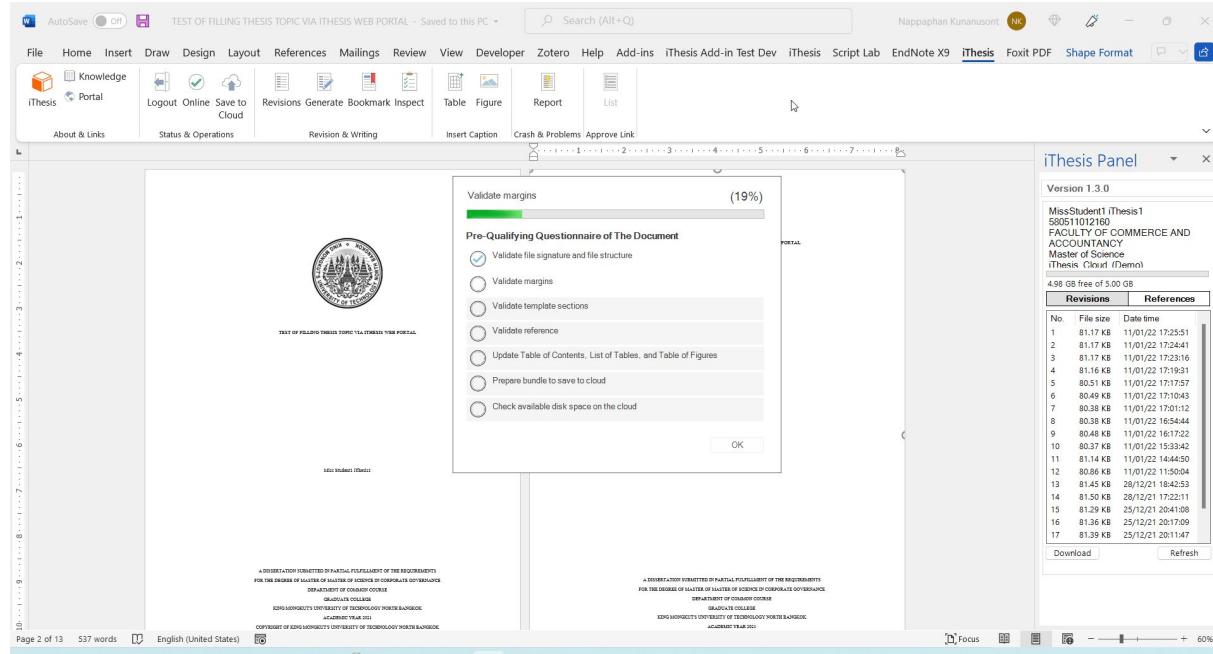 AutoSave Off TEST OF FILLING THESIS TOPIC VIA ITHESIS WEB PORTAL - Saved to this PC Search (Alt+Q) Nappaphan Kunanusont NK
File Home Insert Draw Design Layout References Mailings Review View Developer Zotero Help Add-ins iThesis Add-in Test Dev iThesis Script Lab EndNote X9 iThesis Foxit PDF Shape Format
iThesis Knowledge Portal Logout Online Save to Cloud Revisions Generate Bookmark Inspect Table Figure Report List
About & Links Status & Operations Revision & Writing Insert Caption Crash & Problems Approve Link
1 2 3 4 5 6 7 8
iThesis Panel
Version 1.3.0
MissStudent1 iThesis1
580511012160
FACULTY OF COMMERCE AND
ACCOUNTANCY
Master of Science
iThesis Cloud (Demo)
4.98 GB free of 5.00 GB
Revisions References
No. File size Date time
1 81.17 KB 11/01/22 17:25:51
2 81.17 KB 11/01/22 17:24:41
3 81.17 KB 11/01/22 17:23:16
4 81.16 KB 11/01/22 17:19:31
5 80.51 KB 11/01/22 17:17:57
6 80.49 KB 11/01/22 17:10:43
7 80.38 KB 11/01/22 17:01:12
8 80.38 KB 11/01/22 16:54:44
9 80.48 KB 11/01/22 16:17:22
10 80.37 KB 11/01/22 15:33:42
11 81.14 KB 11/01/22 14:44:50
12 80.86 KB 11/01/22 11:50:04
13 81.45 KB 28/12/21 18:42:53
14 81.50 KB 28/12/21 17:22:11
15 81.29 KB 25/12/21 20:41:08
16 81.36 KB 25/12/21 20:17:09
17 81.39 KB 25/12/21 20:11:47
Download Refresh
Validate margins (19%)
Pre-Qualifying Questionnaire of The Document
Validate file signature and file structure
Validate margins
Validate template sections
Validate reference
Update Table of Contents, List of Tables, and Table of Figures
Prepare bundle to save to cloud
Check available disk space on the cloud
OK
TEST OF FILLING THESIS TOPIC VIA ITHESIS WEB PORTAL
PORTAL
Miss Student1 iThesis1
A DISSERTATION SUBMITTED IN PARTIAL FULFILLMENT OF THE REQUIREMENTS
FOR THE DEGREE OF MASTER OF MASTER OF SCIENCE IN CORPORATE GOVERNANCE
DEPARTMENT OF COMMON COURSE
GRADUATE COLLEGE
KING MONGKUT'S UNIVERSITY OF TECHNOLOGY NORTH BANGKOK
ACADEMIC YEAR 2021
COPYRIGHT OF KING MONGKUT'S UNIVERSITY OF TECHNOLOGY NORTH BANGKOK
A DISSERTATION SUBMITTED IN PARTIAL FULFILLMENT OF THE REQUIREMENTS
FOR THE DEGREE OF MASTER OF MASTER OF SCIENCE IN CORPORATE GOVERNANCE
DEPARTMENT OF COMMON COURSE
GRADUATE COLLEGE
KING MONGKUT'S UNIVERSITY OF TECHNOLOGY NORTH BANGKOK
ACADEMIC YEAR 2021
Page 2 of 13 537 words English (United States) Focus 60%